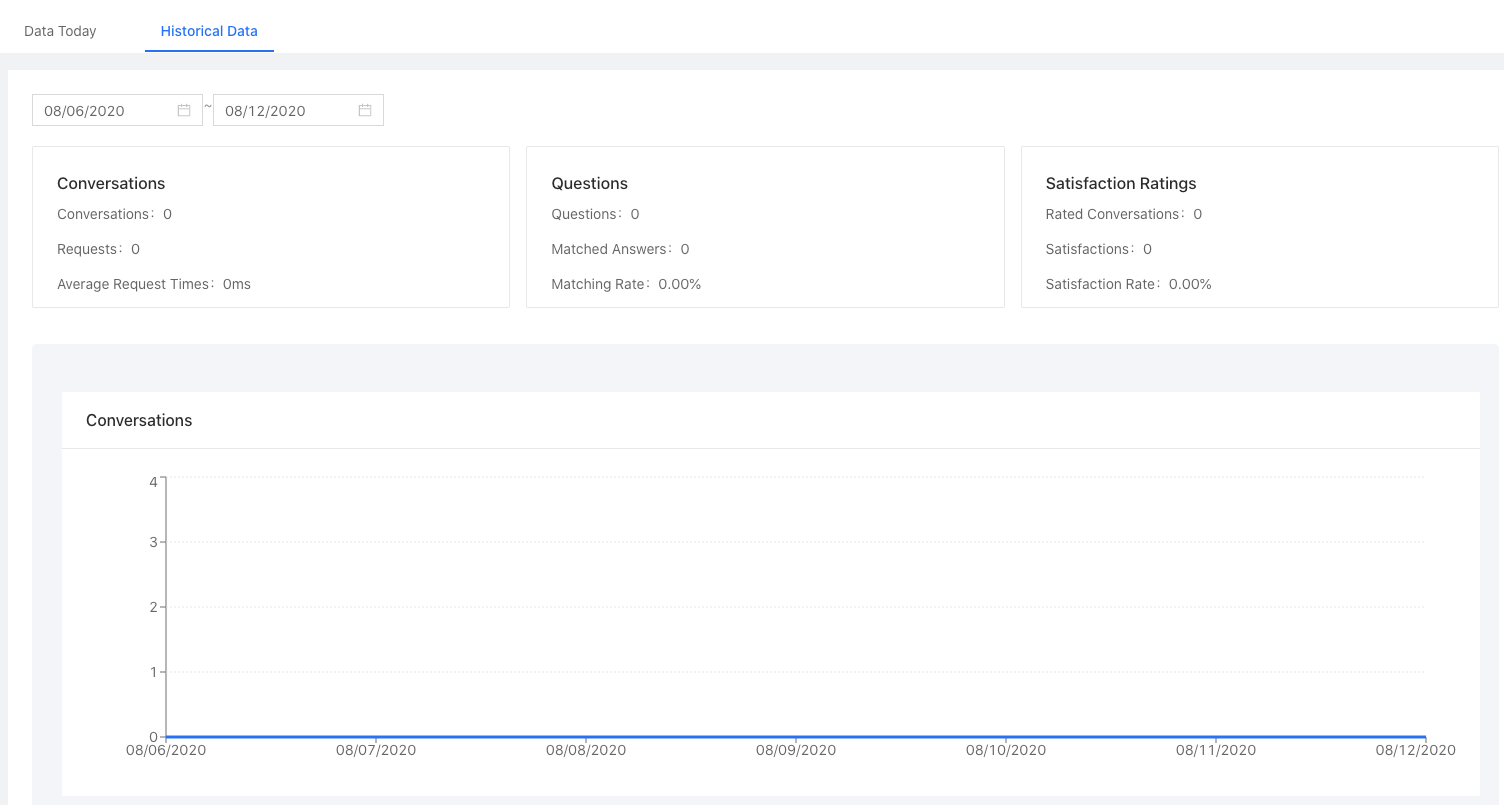 Data Today Historical Data
08/06/2020 ~ 08/12/2020
Conversations
Conversations: 0
Requests: 0
Average Request Times: 0ms
Questions
Questions: 0
Matched Answers: 0
Matching Rate: 0.00%
Satisfaction Ratings
Rated Conversations: 0
Satisfactions: 0
Satisfaction Rate: 0.00%
Conversations
4
3
2
1
0
08/06/2020 08/07/2020 08/08/2020 08/09/2020 08/10/2020 08/11/2020 08/12/2020